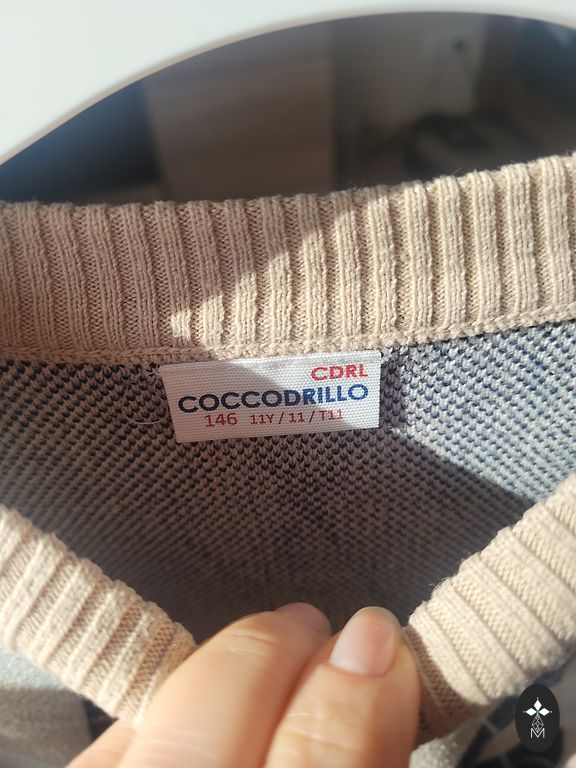 CDRL
COCCODRILLO
146 11Y / 11 / T11
M